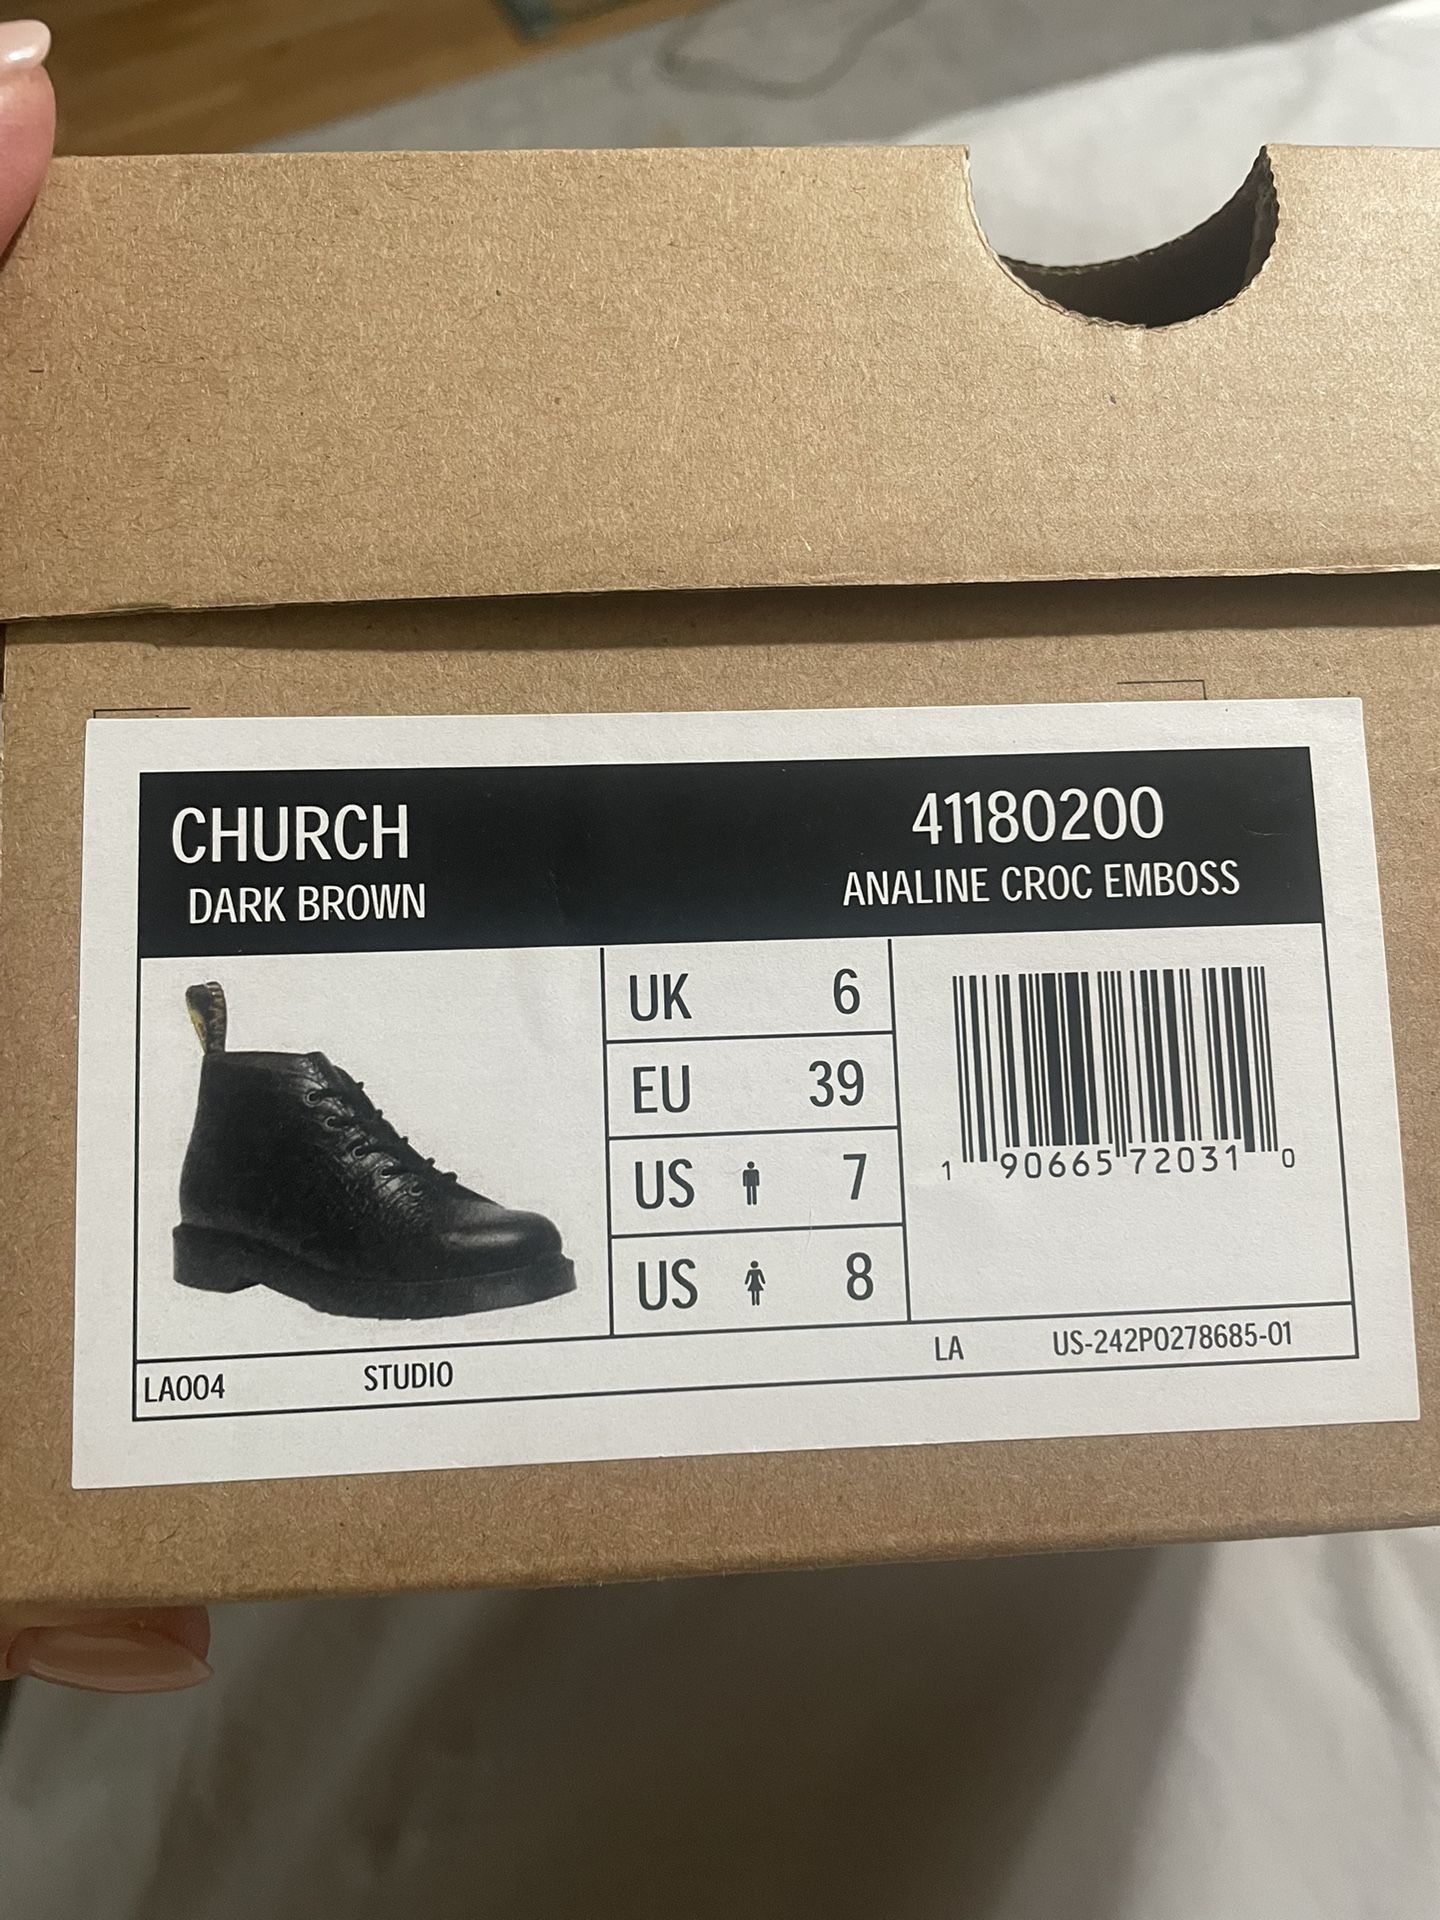 CHURCH
41180200
DARK BROWN
ANALINE CROC EMBOSS
UK 6
EU 39
US 7
US 8
1 90665 72031 0
LA004 STUDIO LA US-242P0278685-01